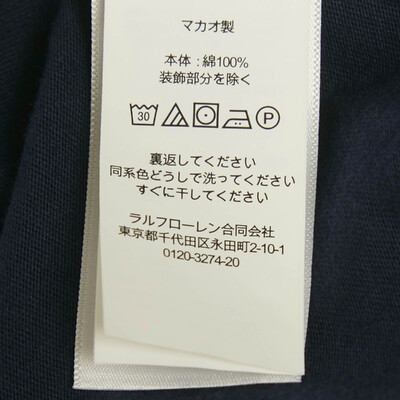 マカオ製
本体：綿100%
装飾部分を除く
30 P
裏返してください
同系色どうしで洗ってください
すぐに干してください
ラルフローレン合同会社
東京都千代田区永田町2-10-1
0120-3274-20